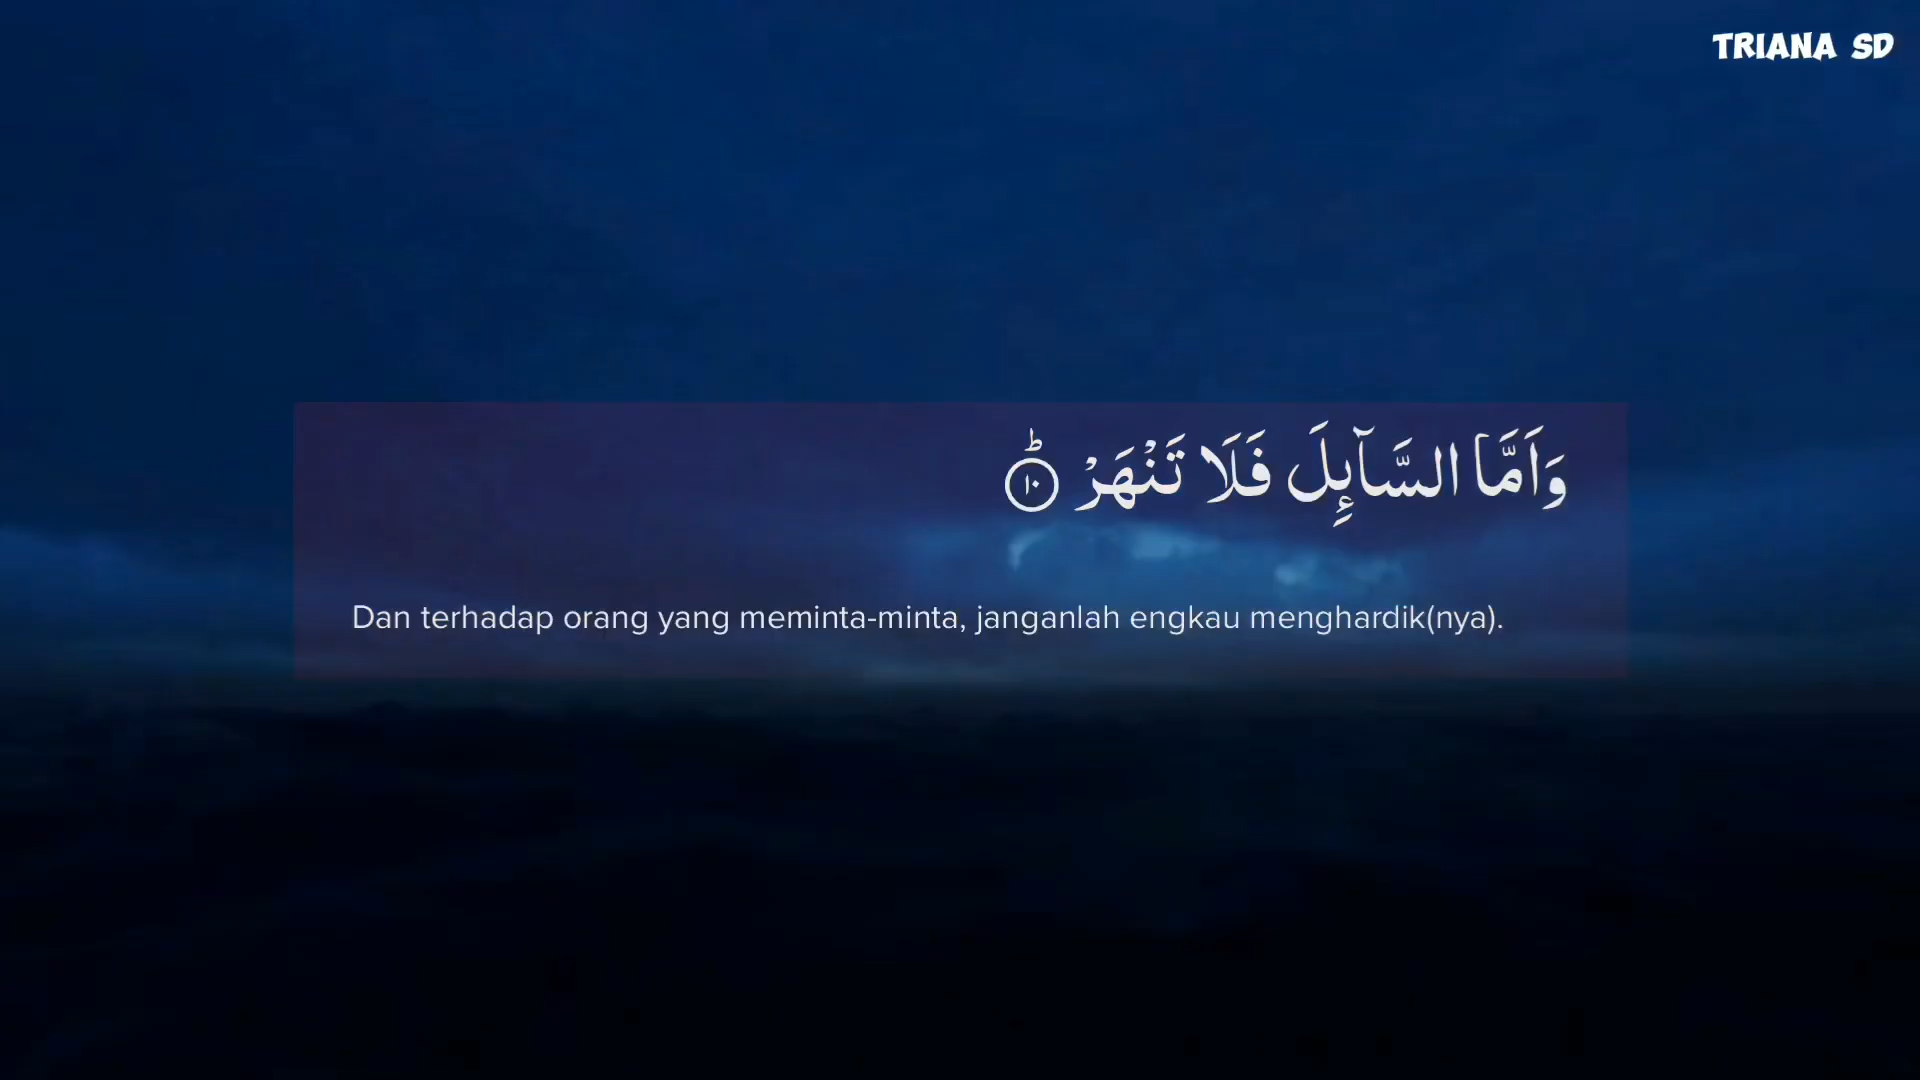 TRIANA SD
وَاَمَّا السَّاۤىِٕلَ فَلَا تَنْهَرْ ۗ ١٠
Dan terhadap orang yang meminta-minta, janganlah engkau menghardik(nya).